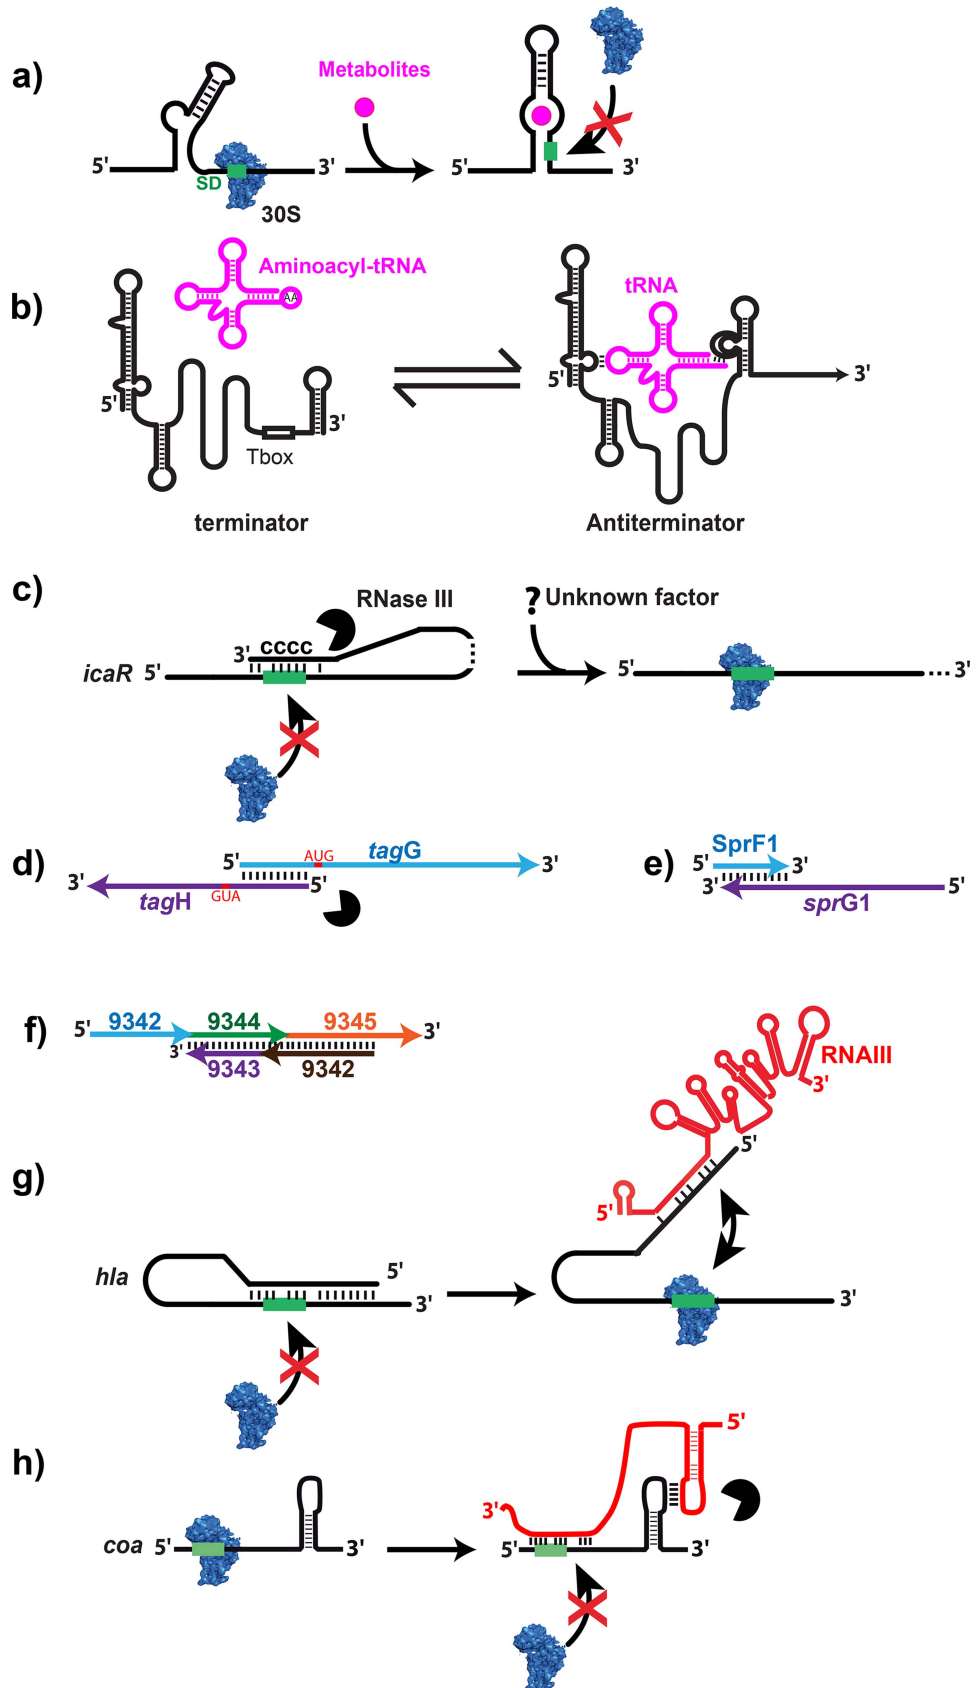 a)
Metabolites
5'
SD
3'
30S
5'
3'
b)
Aminoacyl-tRNA
AA
tRNA
5'
3'
Tbox
5'
3'
terminator
Antiterminator
c)
RNase III
? Unknown factor
3' CCCC
icaR 5'
5'
...3'
d)
AUG
tagG
5'
3'
3'
5'
tagH
GUA
e)
SprF1
5'
3'
3'
5'
sprG1
f)
5'
9342
9344
9345
3'
3'
9343
9342
RNAIII
3'
g)
5'
5'
hla
5'
3'
3'
h)
5'
3'
coa 5'
3'
5'
3'